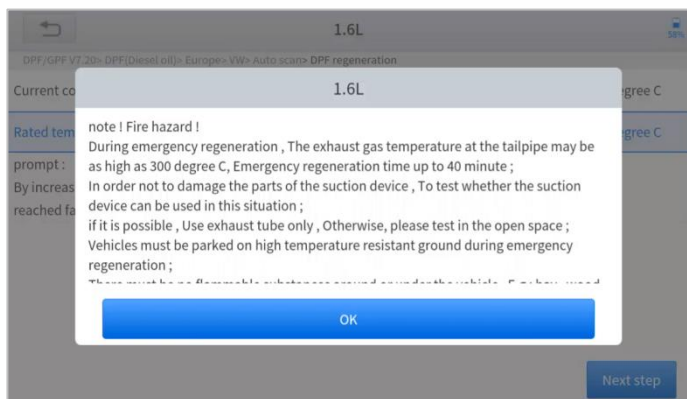 1.6L
58%
DPF/GPF V7.20> DPF(Diesel oil)> Europe> VW> Auto scan> DPF regeneration
Current co
egree C
1.6L
Rated tem
egree C
note ! Fire hazard !
During emergency regeneration , The exhaust gas temperature at the tailpipe may be
as high as 300 degree C, Emergency regeneration time up to 40 minute ;
In order not to damage the parts of the suction device , To test whether the suction
device can be used in this situation ;
if it is possible , Use exhaust tube only , Otherwise, please test in the open space ;
Vehicles must be parked on high temperature resistant ground during emergency
regeneration ;
prompt :
By increas
reached fa
OK
Next step